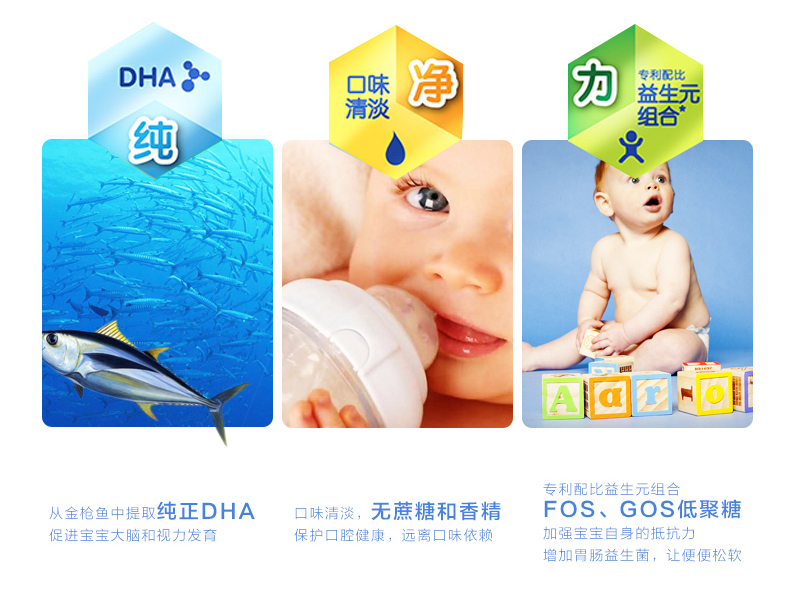 DHA
纯
口味
清淡
净
力
专利配比
益生元
组合
A a r o
从金枪鱼中提取纯正DHA
促进宝宝大脑和视力发育
口味清淡，无蔗糖和香精
保护口腔健康，远离口味依赖
专利配比益生元组合
FOS、GOS低聚糖
加强宝宝自身的抵抗力
增加胃肠益生菌，让便便松软